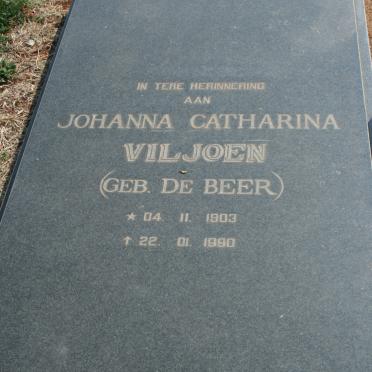 IN TERE HERINNERING
AAN
JOHANNA CATHARINA
VILJOEN
(GEB. DE BEER)
* 04. 11. 1903
† 22. 01. 1990